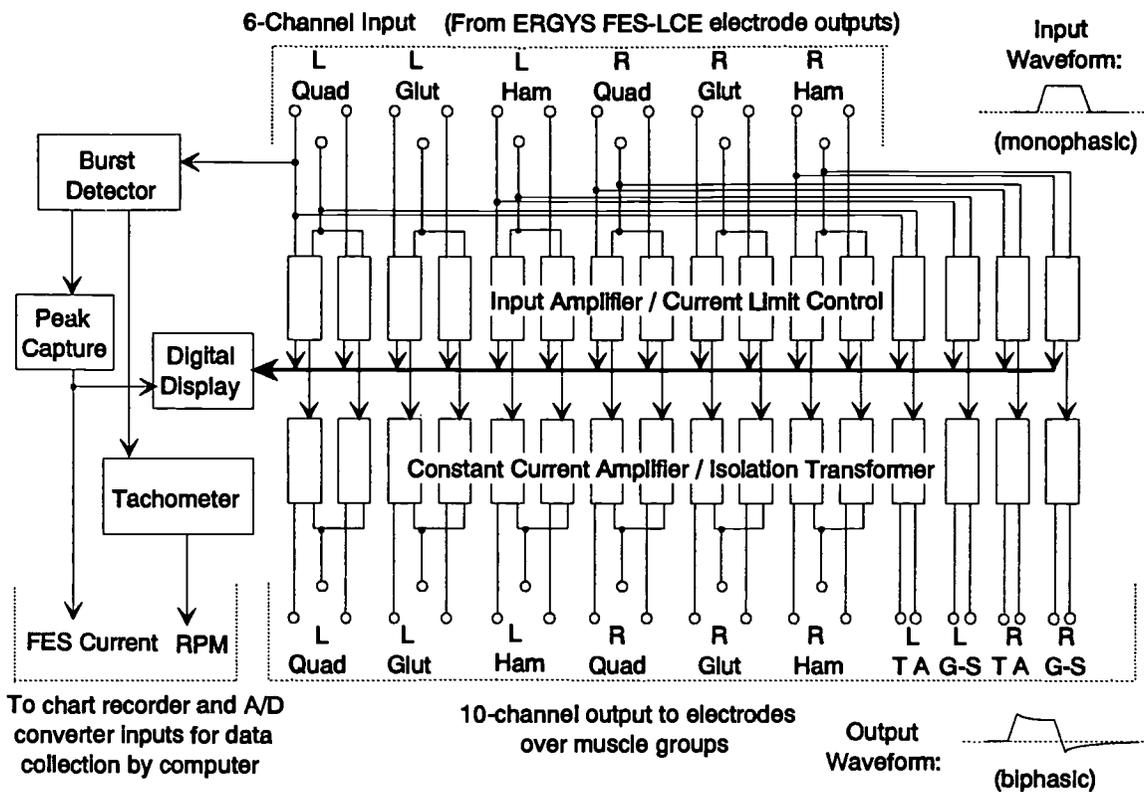 6-Channel Input (From ERGYS FES-LCE electrode outputs)
L L L R R R
Quad Glut Ham Quad Glut Ham
Input
Waveform:
(monophasic)
Burst
Detector
Input Amplifier / Current Limit Control
Peak
Capture
Digital
Display
Constant Current Amplifier / Isolation Transformer
Tachometer
FES Current RPM
L L L R R R L L R R
Quad Glut Ham Quad Glut Ham T A G-S T A G-S
To chart recorder and A/D
converter inputs for data
collection by computer
10-channel output to electrodes
over muscle groups
Output
Waveform:
(biphasic)